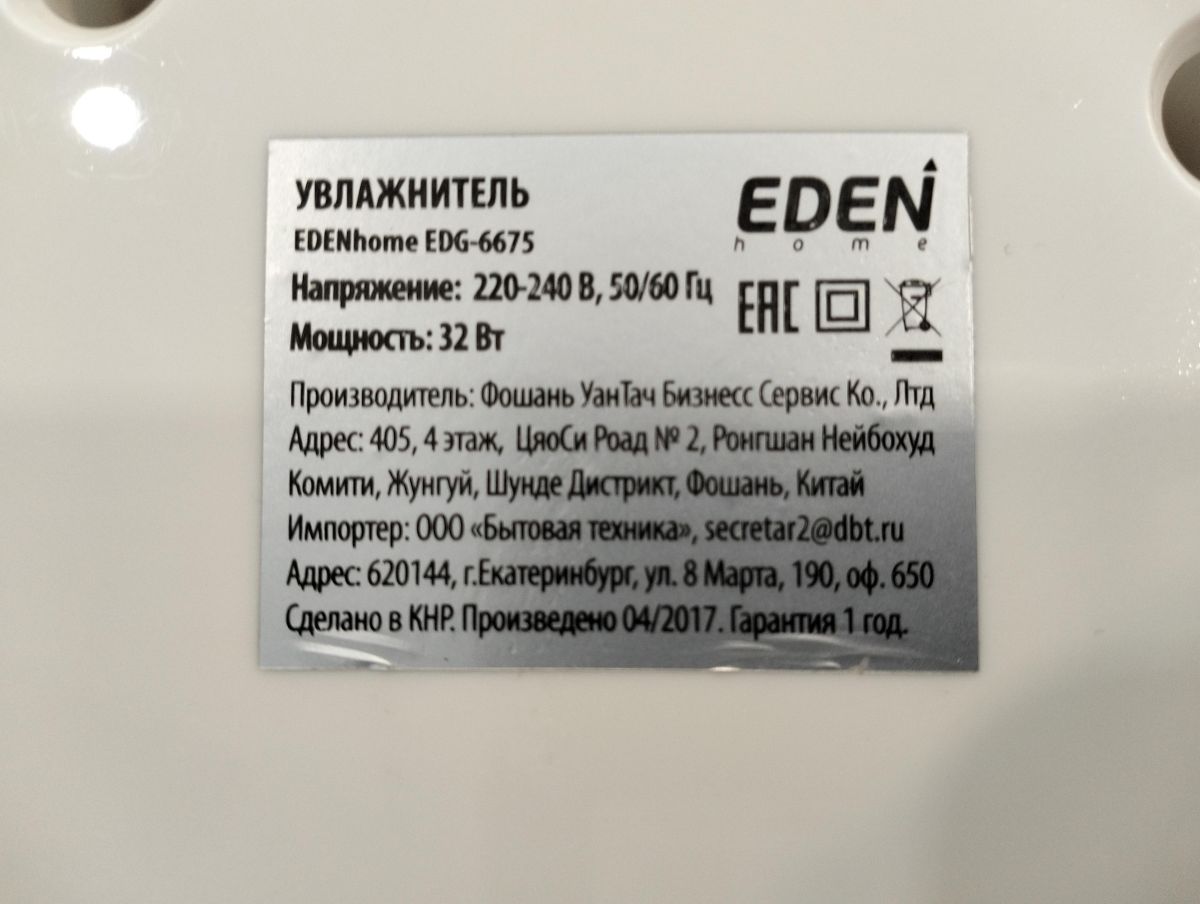 УВЛАЖНИТЕЛЬ
EDENhome EDG-6675
Напряжение: 220-240 В, 50/60 Гц
Мощность: 32 Вт
EDEN
home
EAC
Производитель: Фошань УанТач Бизнесс Сервис Ко., Лтд
Адрес: 405, 4 этаж, ЦяоСи Роад № 2, Ронгшан Нейбохуд
Комити, Жунгуй, Шунде Дистрикт, Фошань, Китай
Импортер: ООО «Бытовая техника», secretar2@dbt.ru
Адрес: 620144, г.Екатеринбург, ул. 8 Марта, 190, оф. 650
Сделано в КНР. Произведено 04/2017. Гарантия 1 год.